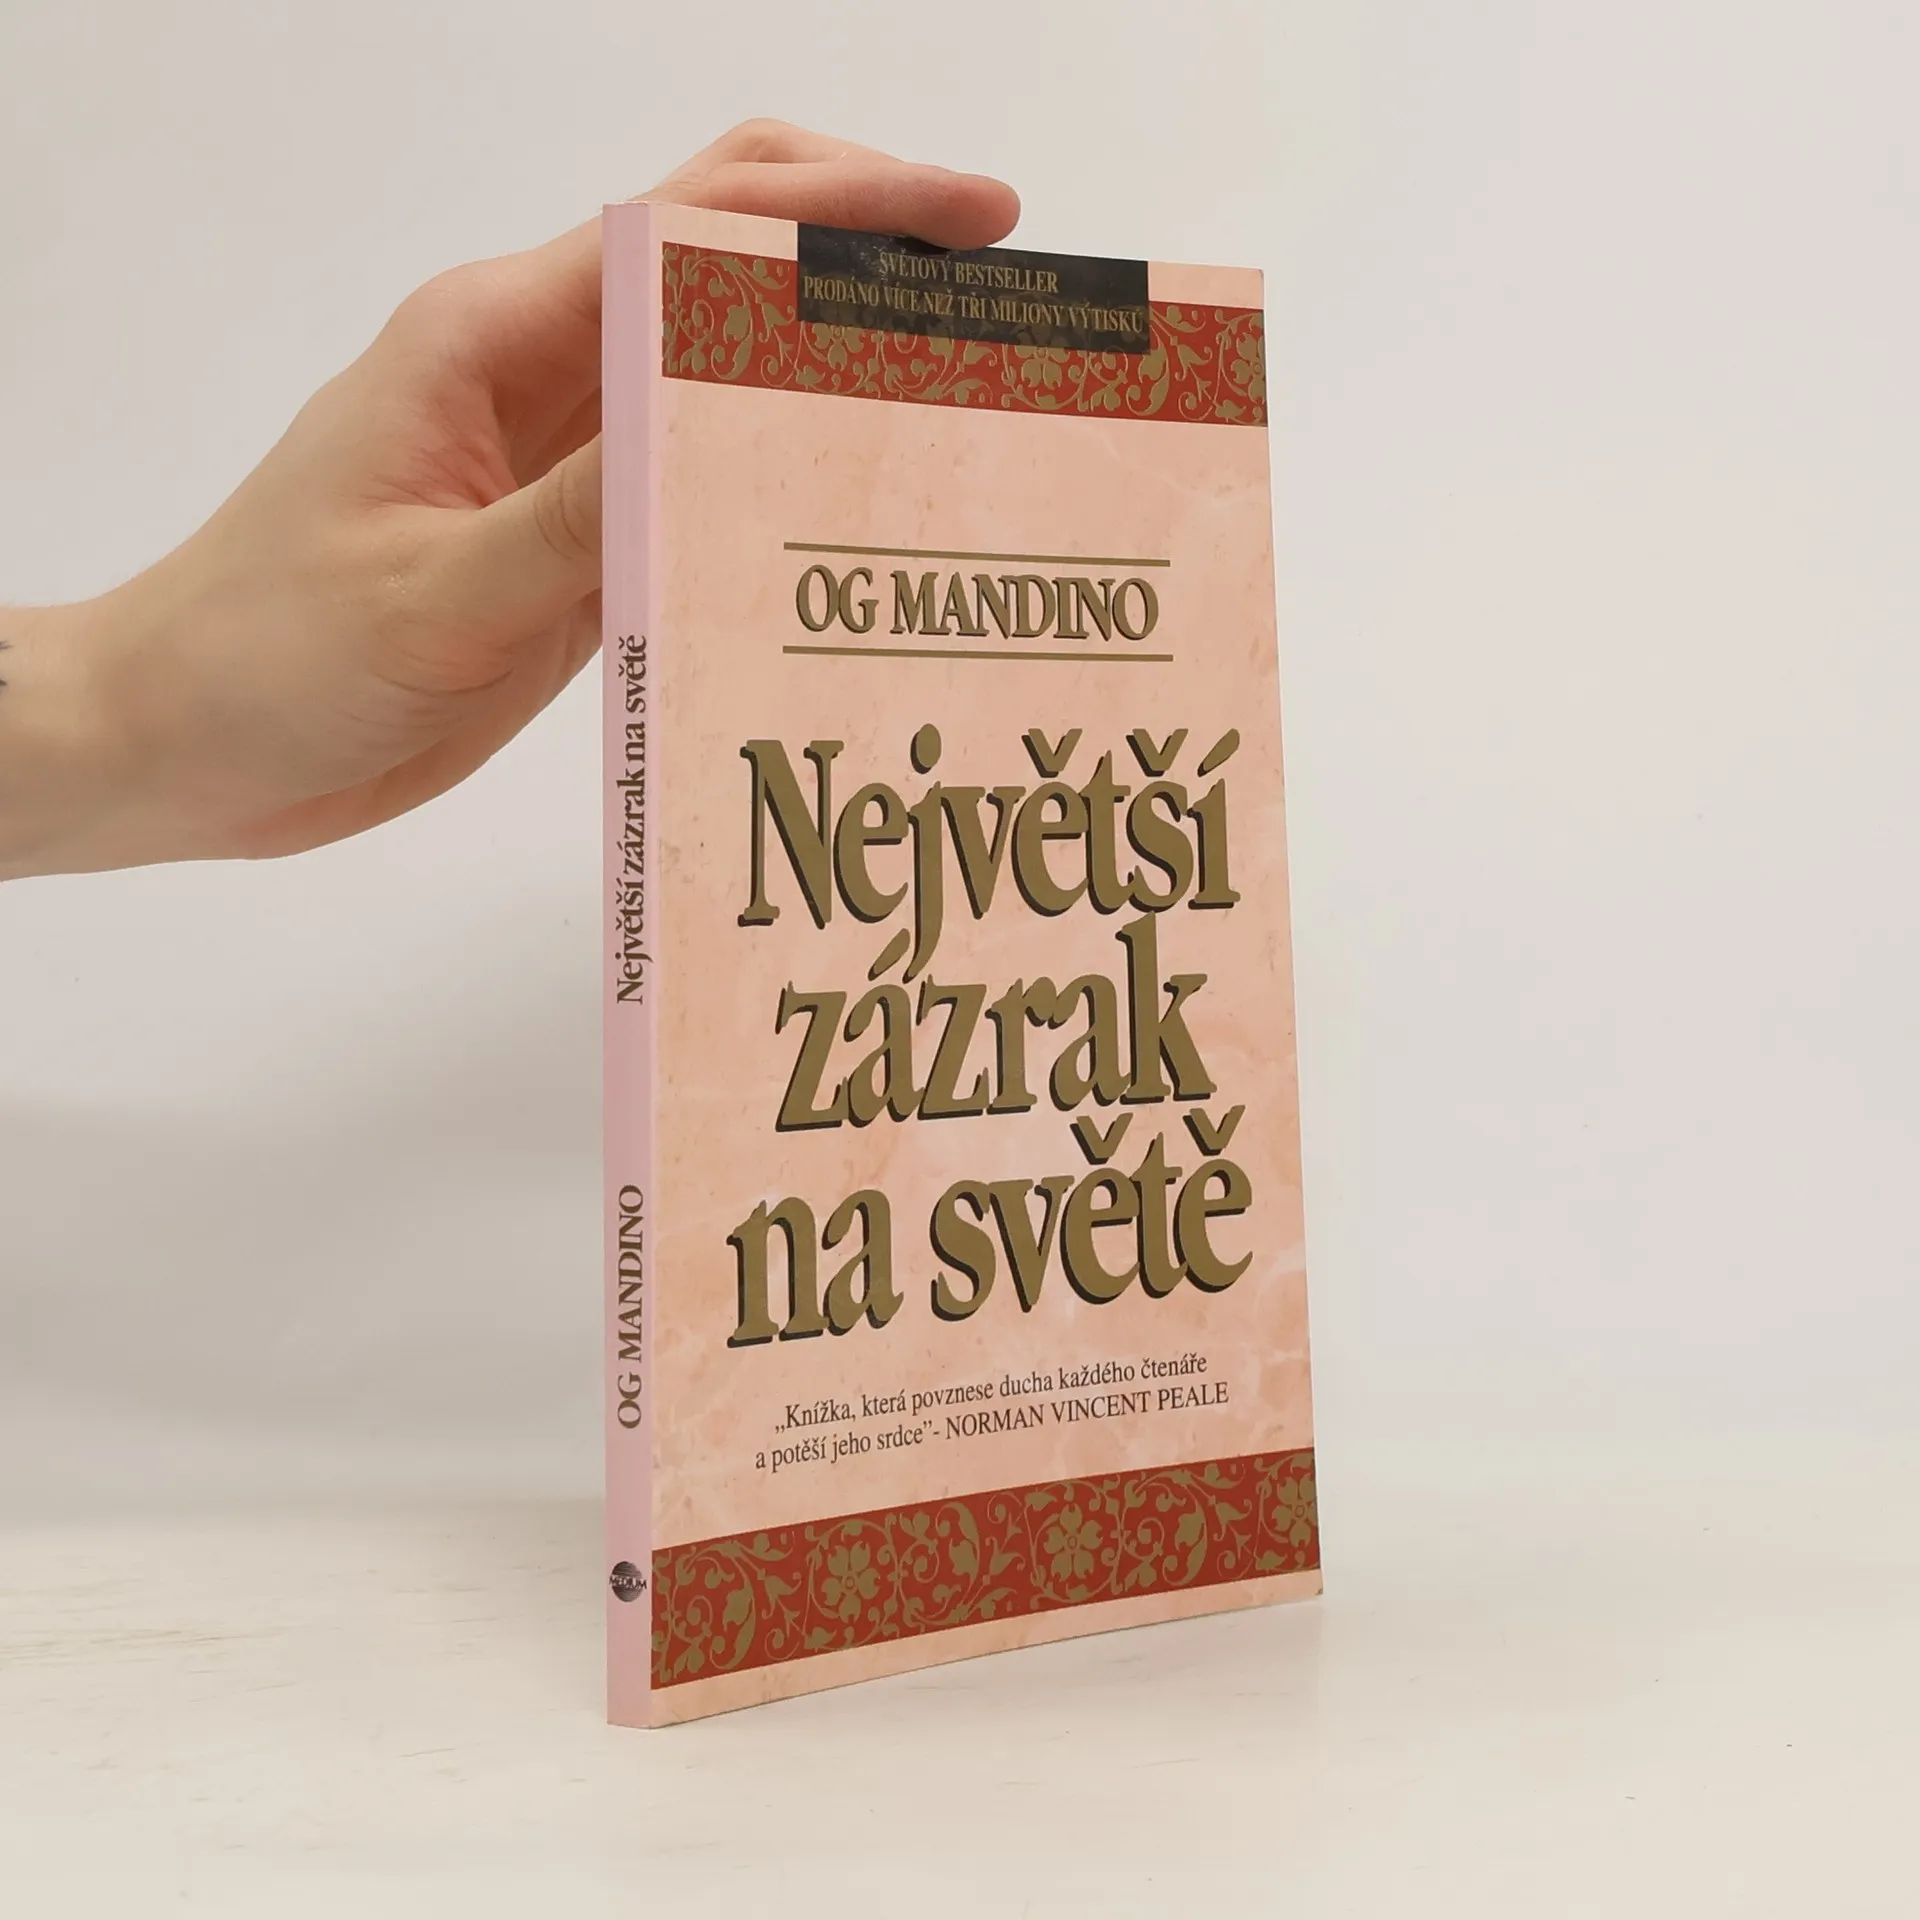 SVĚTOVÝ BESTSELLER
PRODÁNO VÍCE NEŽ TŘI MILIONY VÝTISKŮ
OG MANDINO
Největší
zázrak
na světě
„Knížka, která povznese ducha každého čtenáře
a potěší jeho srdce”- NORMAN VINCENT PEALE
OG MANDINO
Největší zázrak na světě
MEDIUM